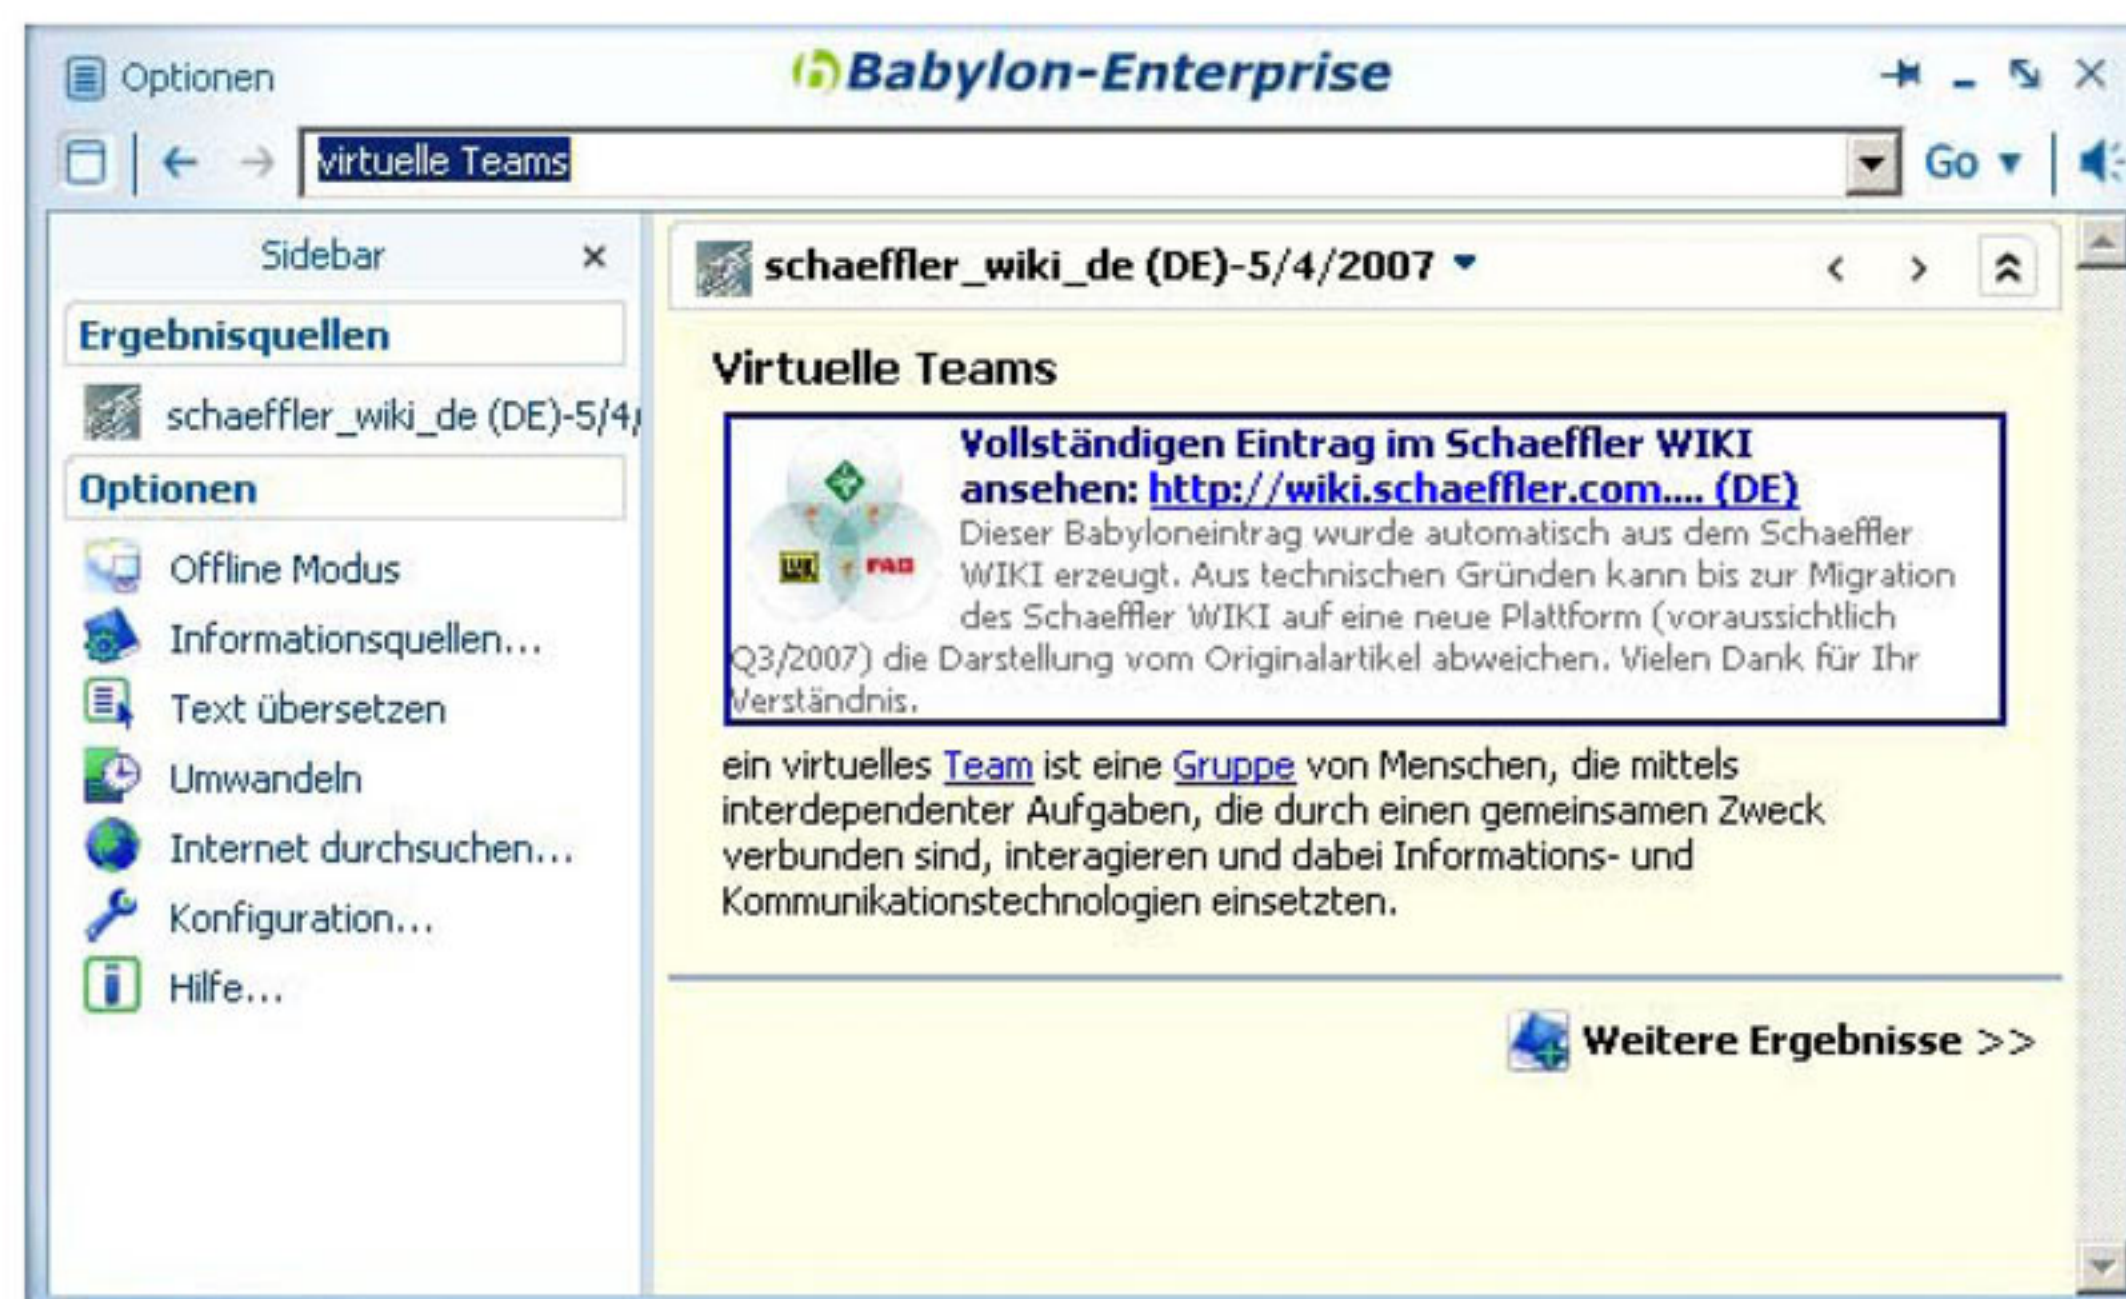 Optionen
Babylon-Enterprise
virtuelle Teams
Go
Sidebar
Ergebnisquellen
schaeffler_wiki_de (DE)-5/4
Optionen
Offline Modus
Informationsquellen...
Text übersetzen
Umwandeln
Internet durchsuchen...
Konfiguration...
Hilfe...
schaeffler_wiki_de (DE)-5/4/2007
Virtuelle Teams
Vollständigen Eintrag im Schaeffler WIKI
ansehen: http://wiki.schaeffler.com.... (DE)
Dieser Babyloneintrag wurde automatisch aus dem Schaeffler
WIKI erzeugt. Aus technischen Gründen kann bis zur Migration
des Schaeffler WIKI auf eine neue Plattform (voraussichtlich
Q3/2007) die Darstellung vom Originalartikel abweichen. Vielen Dank für Ihr
Verständnis.
LUK
FAG
ein virtuelles Team ist eine Gruppe von Menschen, die mittels
interdependenter Aufgaben, die durch einen gemeinsamen Zweck
verbunden sind, interagieren und dabei Informations- und
Kommunikationstechnologien einsetzten.
Weitere Ergebnisse >>